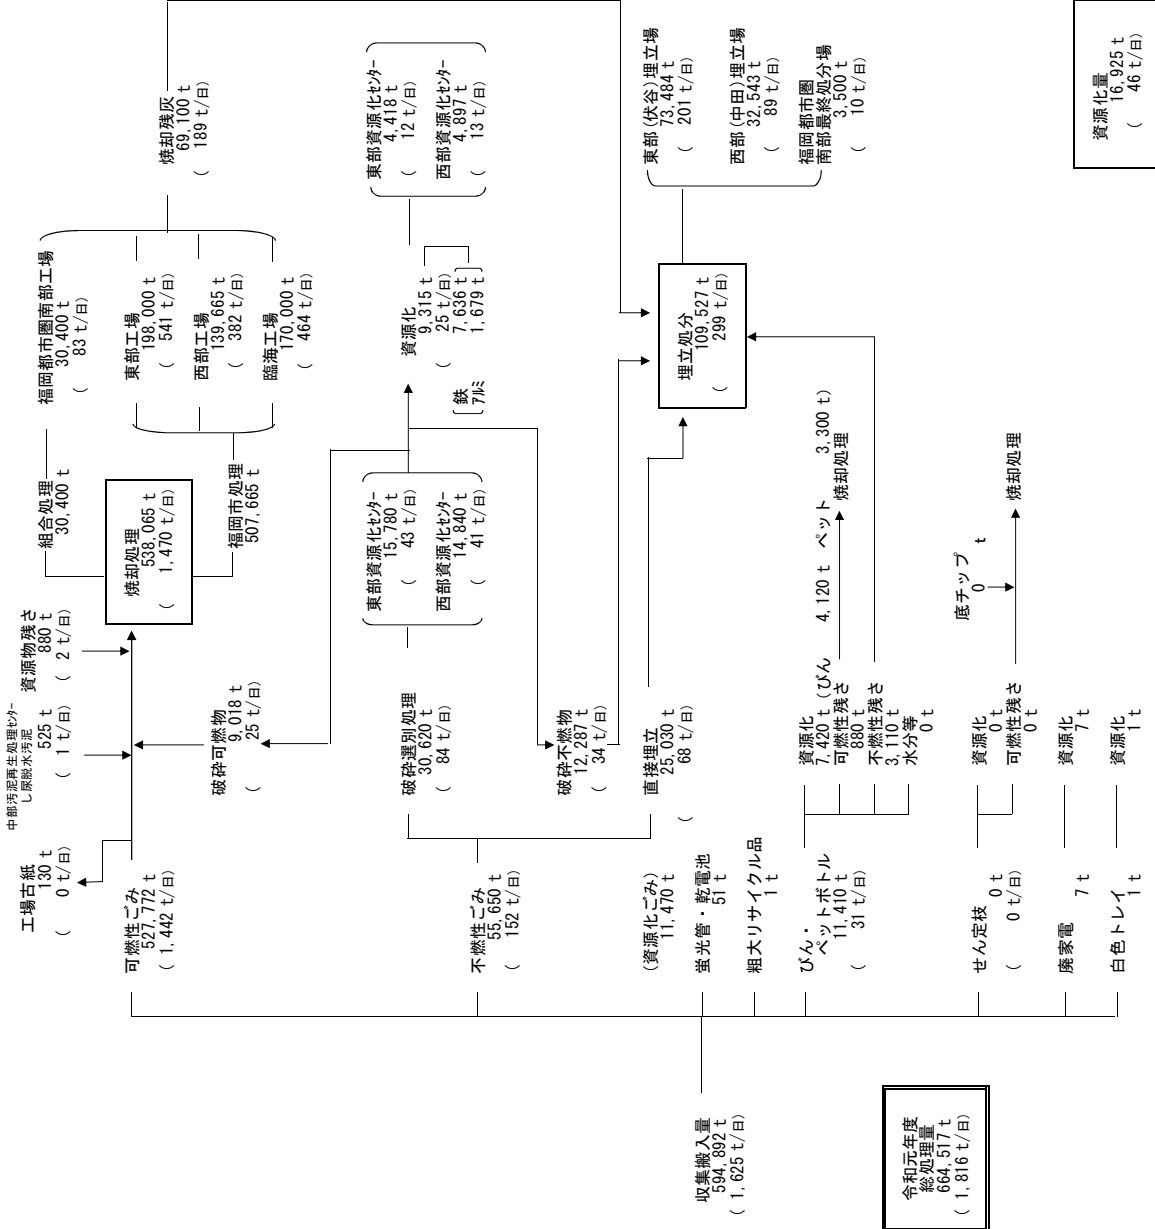 収集搬入量
594,892 t
( 1,625 t/日)
令和元年度
総処理量
664,517 t
( 1,816 t/日)
工場古紙
130 t
( 0 t/日)
可燃性ごみ
527,772 t
( 1,442 t/日)
中部汚泥再生処理センター
し尿脱水汚泥
525 t
( 1 t/日)
資源物残さ
880 t
( 2 t/日)
焼却処理
538,065 t
( 1,470 t/日)
組合処理
30,400 t
福岡市処理
507,665 t
福岡都市圏南部工場
30,400 t
( 83 t/日)
東部工場
198,000 t
( 541 t/日)
西部工場
139,665 t
( 382 t/日)
臨海工場
170,000 t
( 464 t/日)
焼却残灰
69,100 t
( 189 t/日)
破砕可燃物
9,018 t
( 25 t/日)
不燃性ごみ
55,650 t
( 152 t/日)
破砕選別処理
30,620 t
( 84 t/日)
東部資源化センター
15,780 t
( 43 t/日)
西部資源化センター
14,840 t
( 41 t/日)
資源化
9,315 t
( 25 t/日)
鉄 7,636 t
アルミ 1,679 t
東部資源化センター
4,418 t
( 12 t/日)
西部資源化センター
4,897 t
( 13 t/日)
破砕不燃物
12,287 t
( 34 t/日)
直接埋立
25,030 t
( 68 t/日)
埋立処分
109,527 t
( 299 t/日)
東部(伏谷)埋立場
73,484 t
( 201 t/日)
西部(中田)埋立場
32,543 t
( 89 t/日)
福岡都市圏
南部最終処分場
3,500 t
( 10 t/日)
(資源化ごみ)
11,470 t
蛍光管・乾電池
51 t
粗大リサイクル品
1 t
びん・
ペットボトル
11,410 t
( 31 t/日)
資源化
7,420 t (びん 4,120 t ペット 3,300 t)
可燃性残さ 焼却処理
880 t
不燃性残さ
3,110 t
水分等
0 t
せん定枝
0 t
( 0 t/日)
資源化
0 t
可燃性残さ 焼却処理
0 t
底チップ
0 t
廃家電
7 t
資源化
7 t
白色トレイ
1 t
資源化
1 t
資源化量
16,925 t
( 46 t/日)